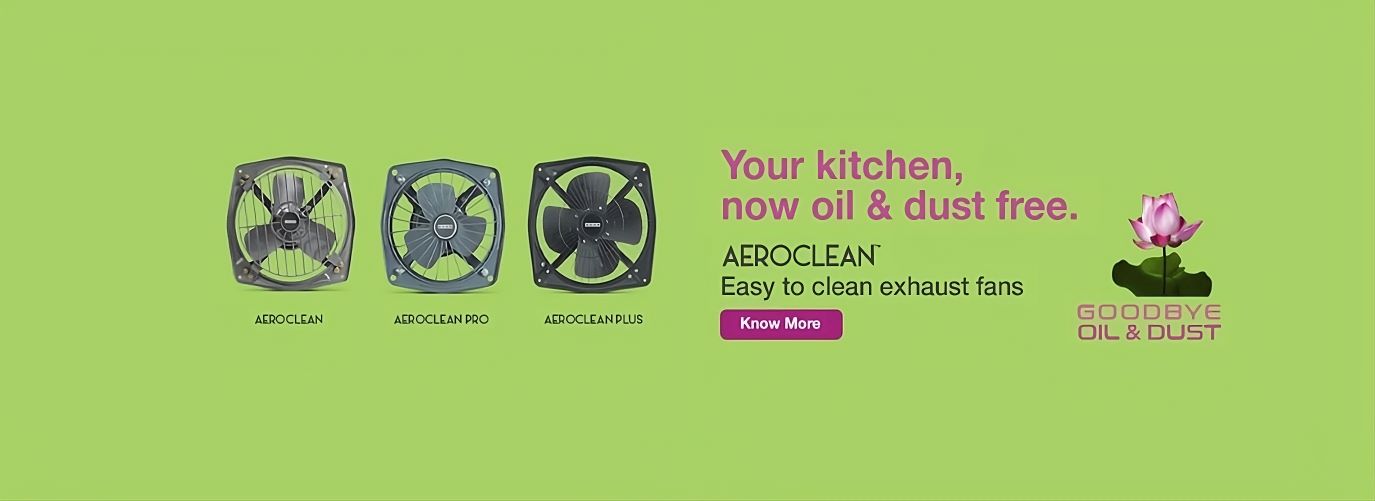 Your kitchen,
now oil & dust free.
AEROCLEAN™
Easy to clean exhaust fans
Know More
AEROCLEAN
AEROCLEAN PRO
AEROCLEAN PLUS
GOODBYE
OIL & DUST